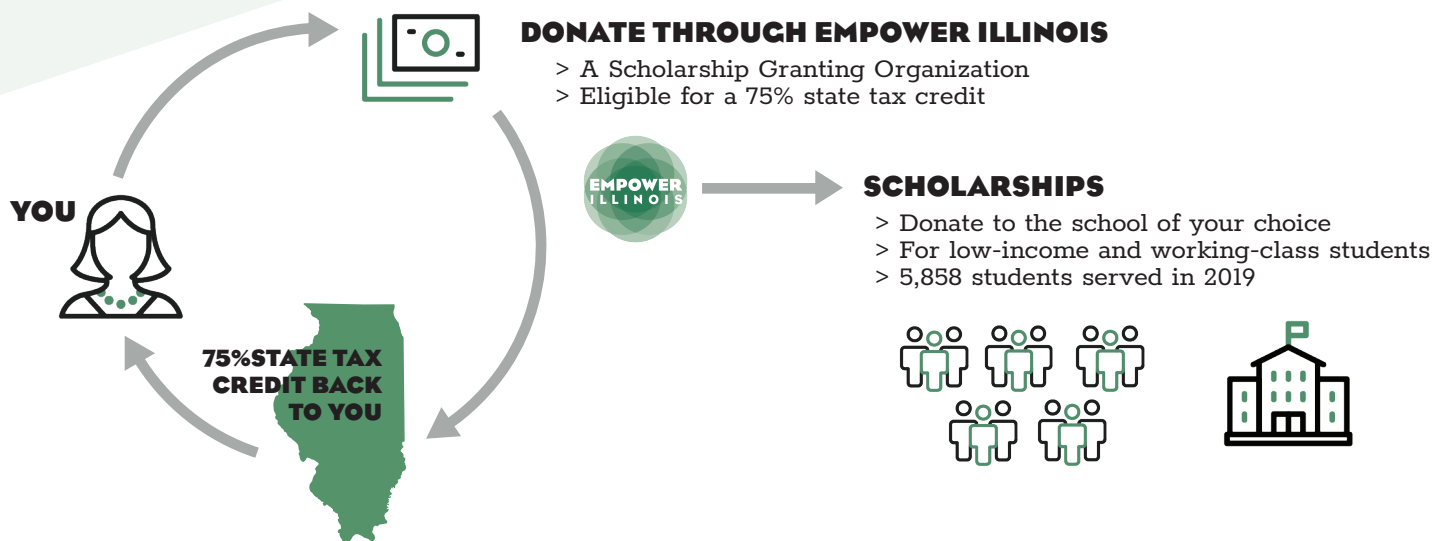 DONATE THROUGH EMPOWER ILLINOIS
> A Scholarship Granting Organization
> Eligible for a 75% state tax credit
EMPOWER
ILLINOIS
SCHOLARSHIPS
> Donate to the school of your choice
> For low-income and working-class students
> 5,858 students served in 2019
YOU
75%STATE TAX
CREDIT BACK
TO YOU